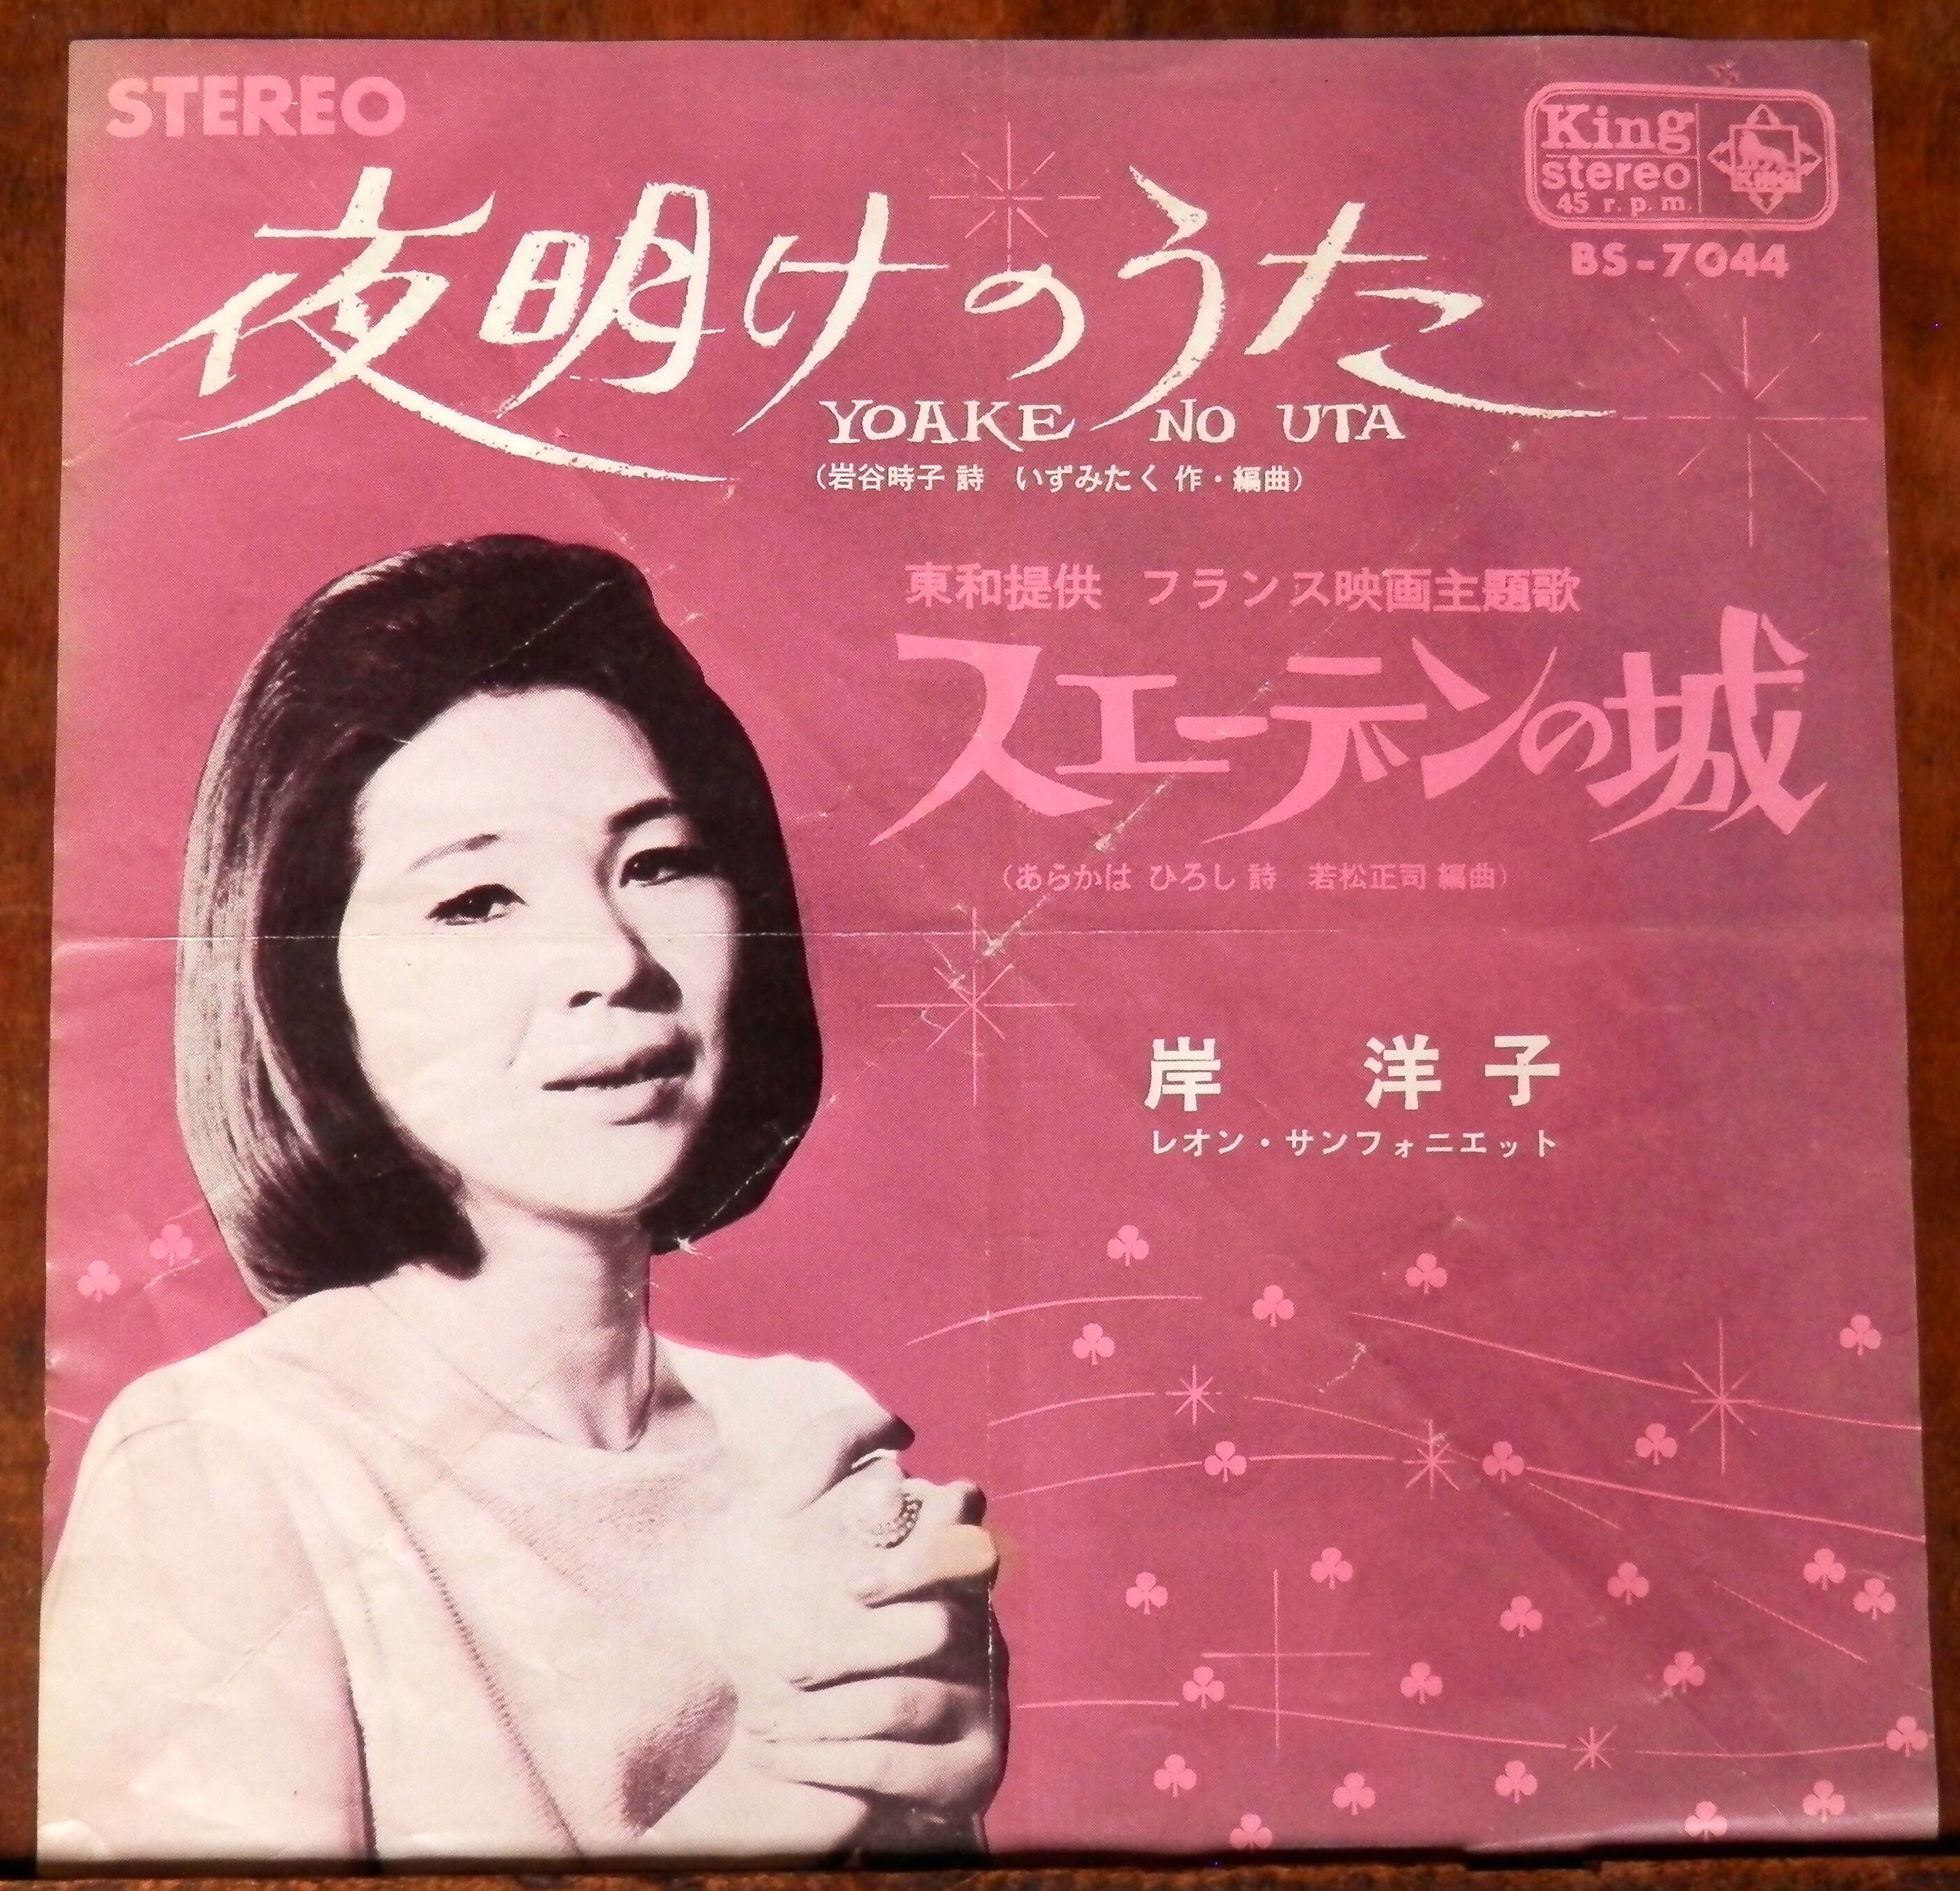 STEREO
King
stereo
45 r.p.m.
King
BS-7044
夜明けのうた
YOAKE NO UTA
(岩谷時子 詩 いずみたく 作・編曲)
東和提供 フランス映画主題歌
スエーデンの城
(あらかは ひろし 詩 若松正司 編曲)
岸 洋子
レオン・サンフォニエット